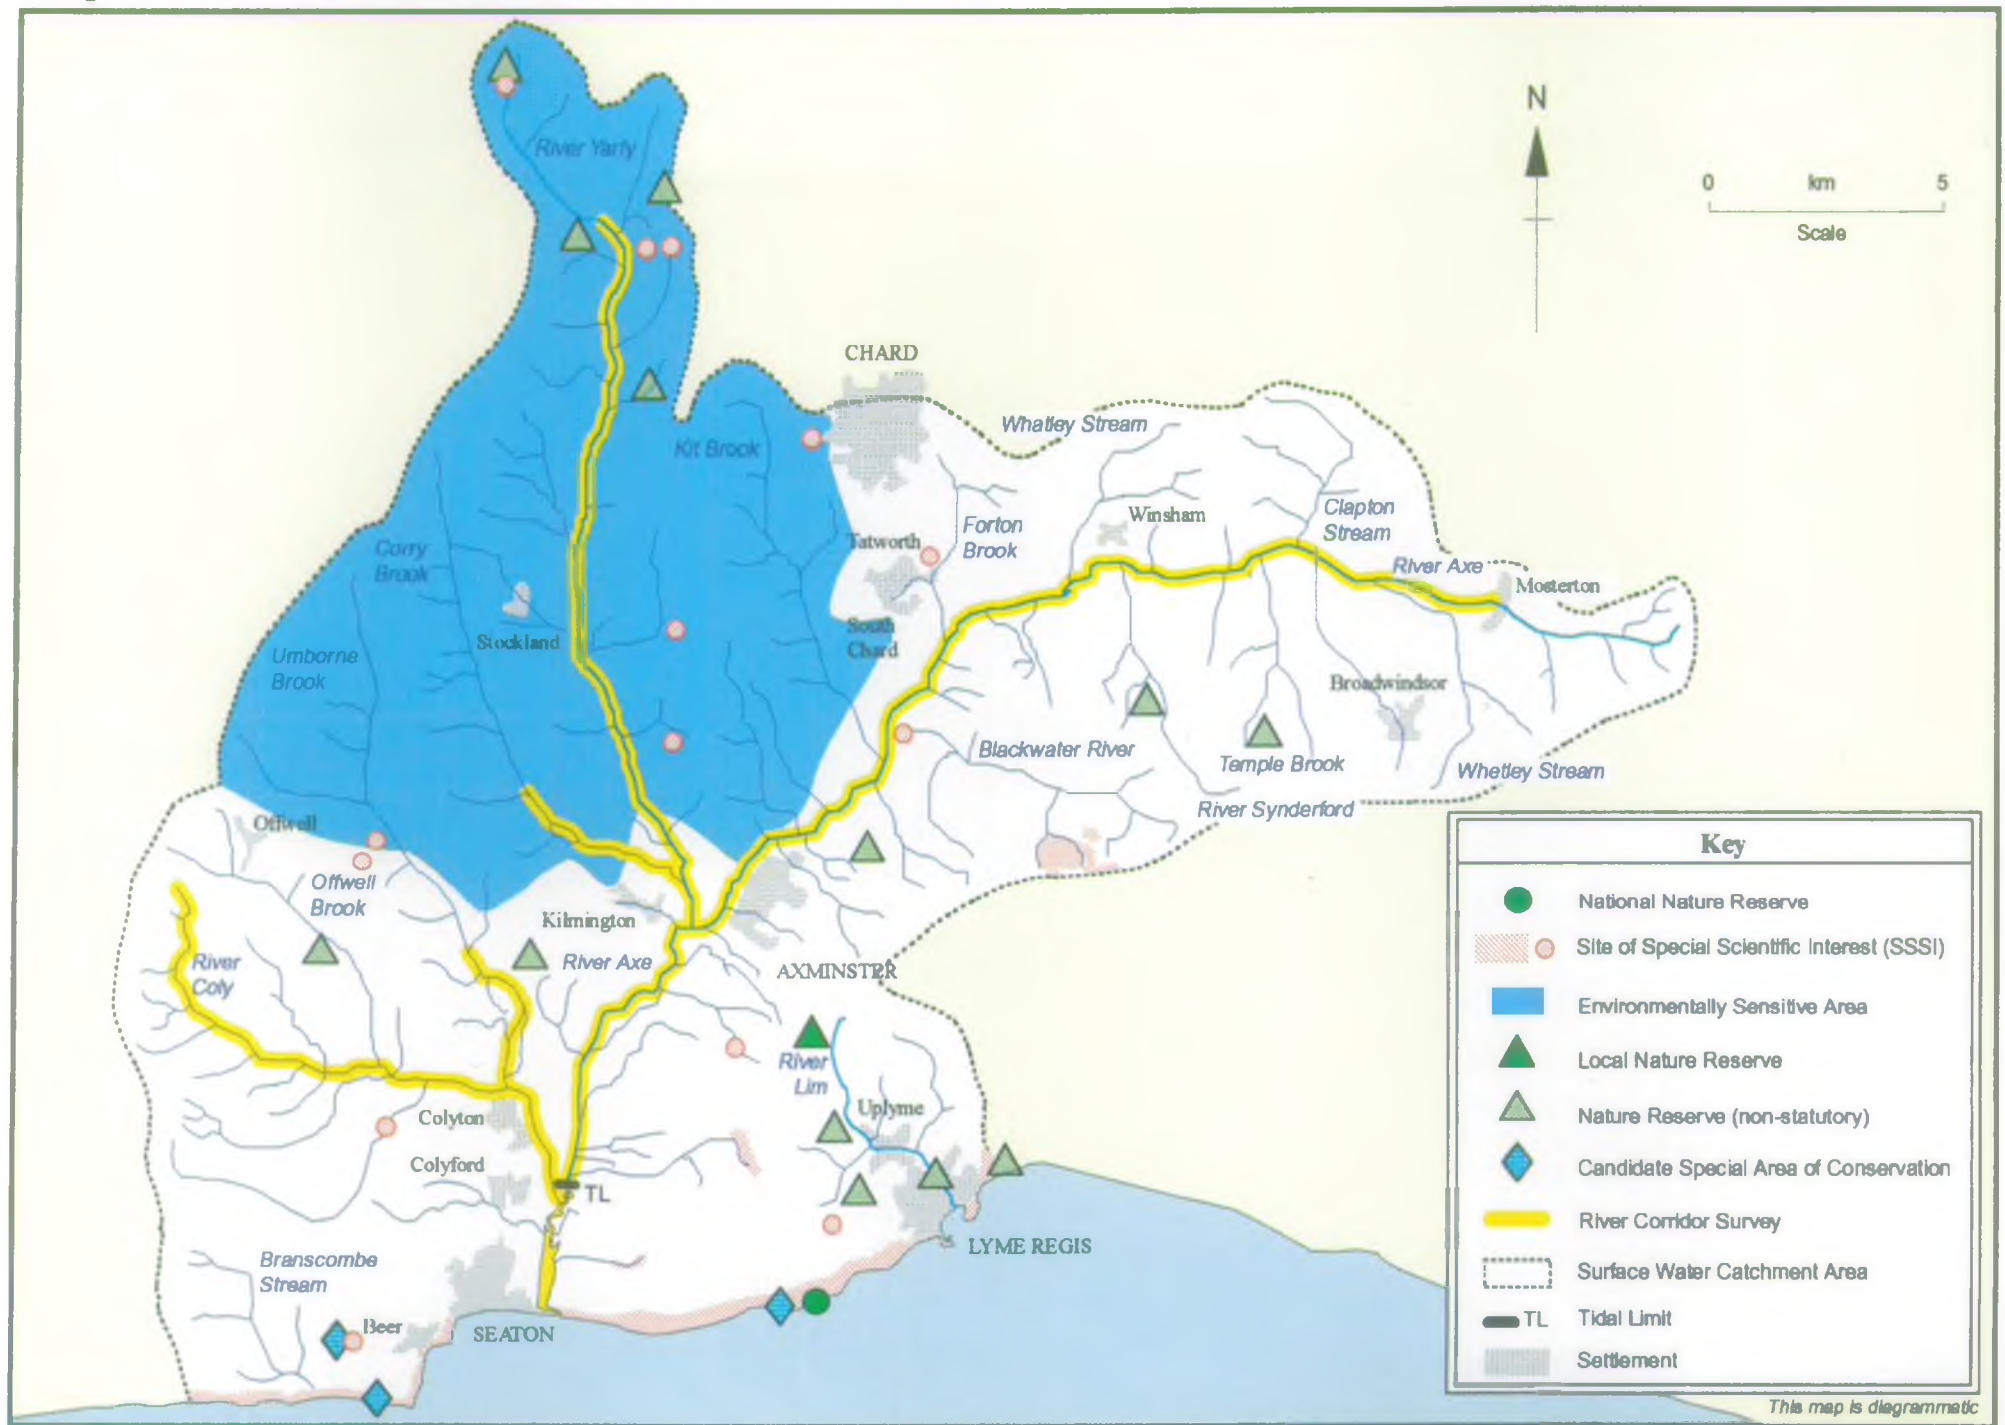 N
0 km 5
Scale
River Yarty
CHARD
Whatley Stream
Kit Brook
Clapton
Stream
Winsham
Forton
Brook
Tatworth
Corry
Brook
River Axe
Mosterton
South
Chard
Stockland
Umborne
Brook
Broadwindsor
Blackwater River
Temple Brook
Whetley Stream
River Synderford
Offwell
Offwell
Brook
Kilmington
River Axe
River
Coly
AXMINSTER
River
Lim
Uplyme
Colyton
Colyford
TL
LYME REGIS
Branscombe
Stream
Beer
SEATON
Key
National Nature Reserve
Site of Special Scientific Interest (SSSI)
Environmentally Sensitive Area
Local Nature Reserve
Nature Reserve (non-statutory)
Candidate Special Area of Conservation
River Corridor Survey
Surface Water Catchment Area
TL Tidal Limit
Settlement
This map is diagrammatic